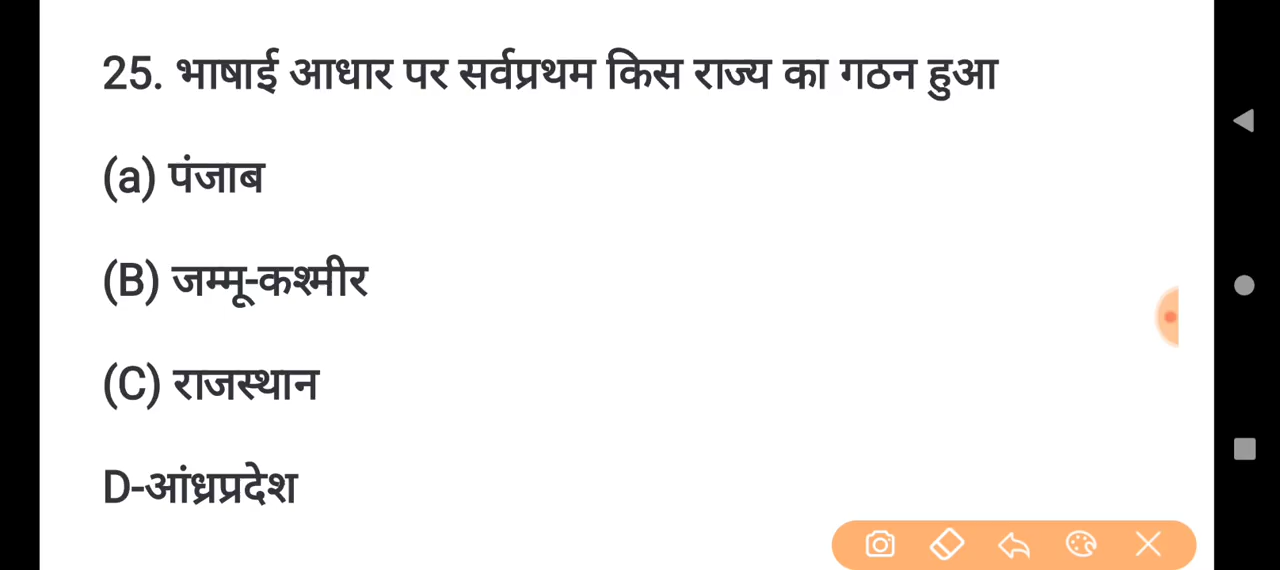 25. भाषाई आधार पर सर्वप्रथम किस राज्य का गठन हुआ
(a) पंजाब
(B) जम्मू-कश्मीर
(C) राजस्थान
D-आंध्रप्रदेश